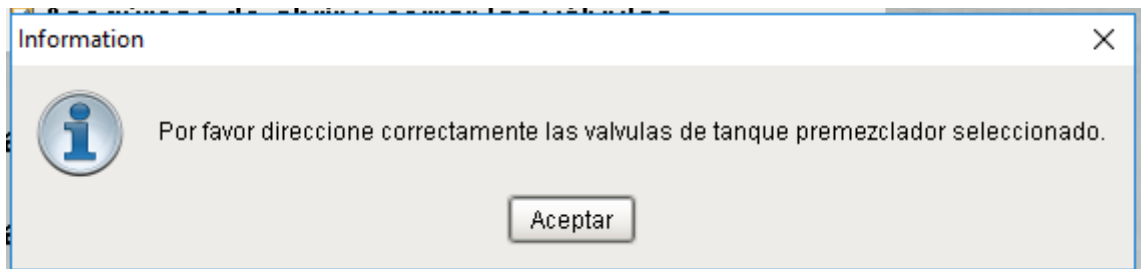 Information
Por favor direccione correctamente las valvulas de tanque premezclador seleccionado.
Aceptar